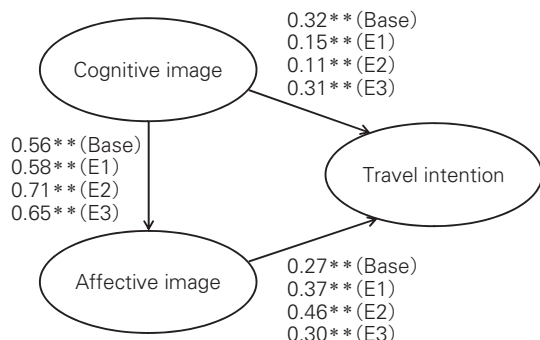 0.32**(Base)
0.15**(E1)
0.11**(E2)
0.31**(E3)
Cognitive image
0.56**(Base)
0.58**(E1)
0.71**(E2)
0.65**(E3)
Travel intention
Affective image
0.27**(Base)
0.37**(E1)
0.46**(E2)
0.30**(E3)